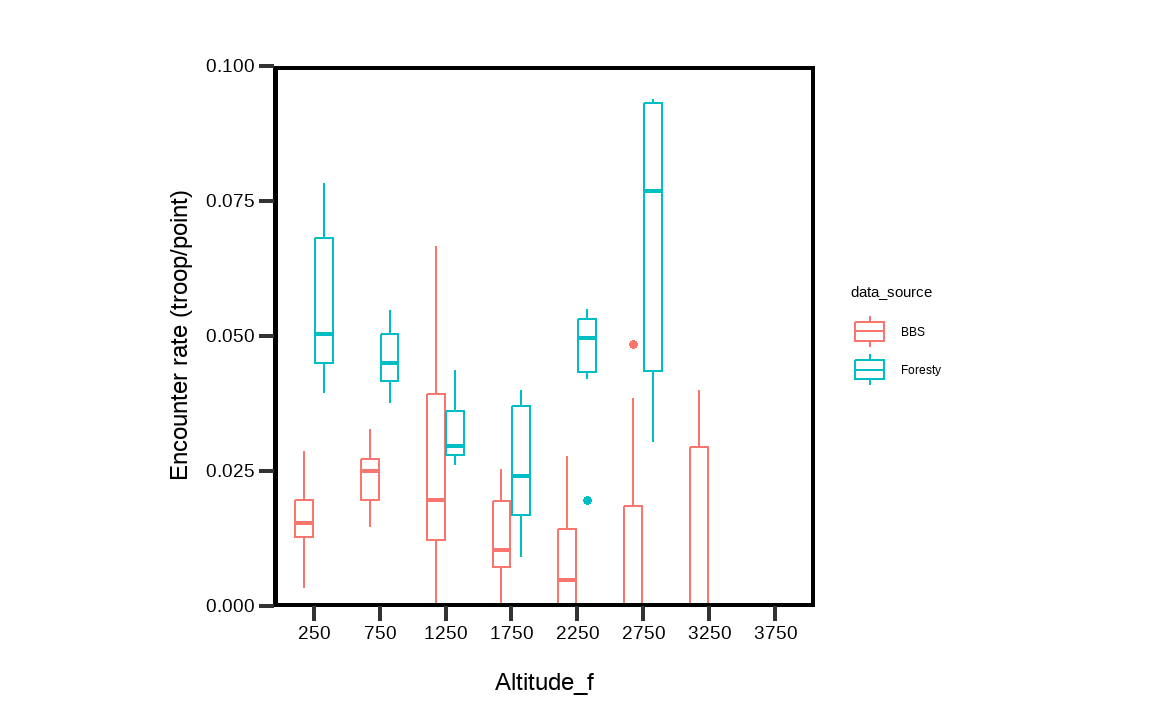 0.100
0.075
0.050
0.025
0.000
Encounter rate (troop/point)
250 750 1250 1750 2250 2750 3250 3750
Altitude_f
data_source
BBS
Foresty